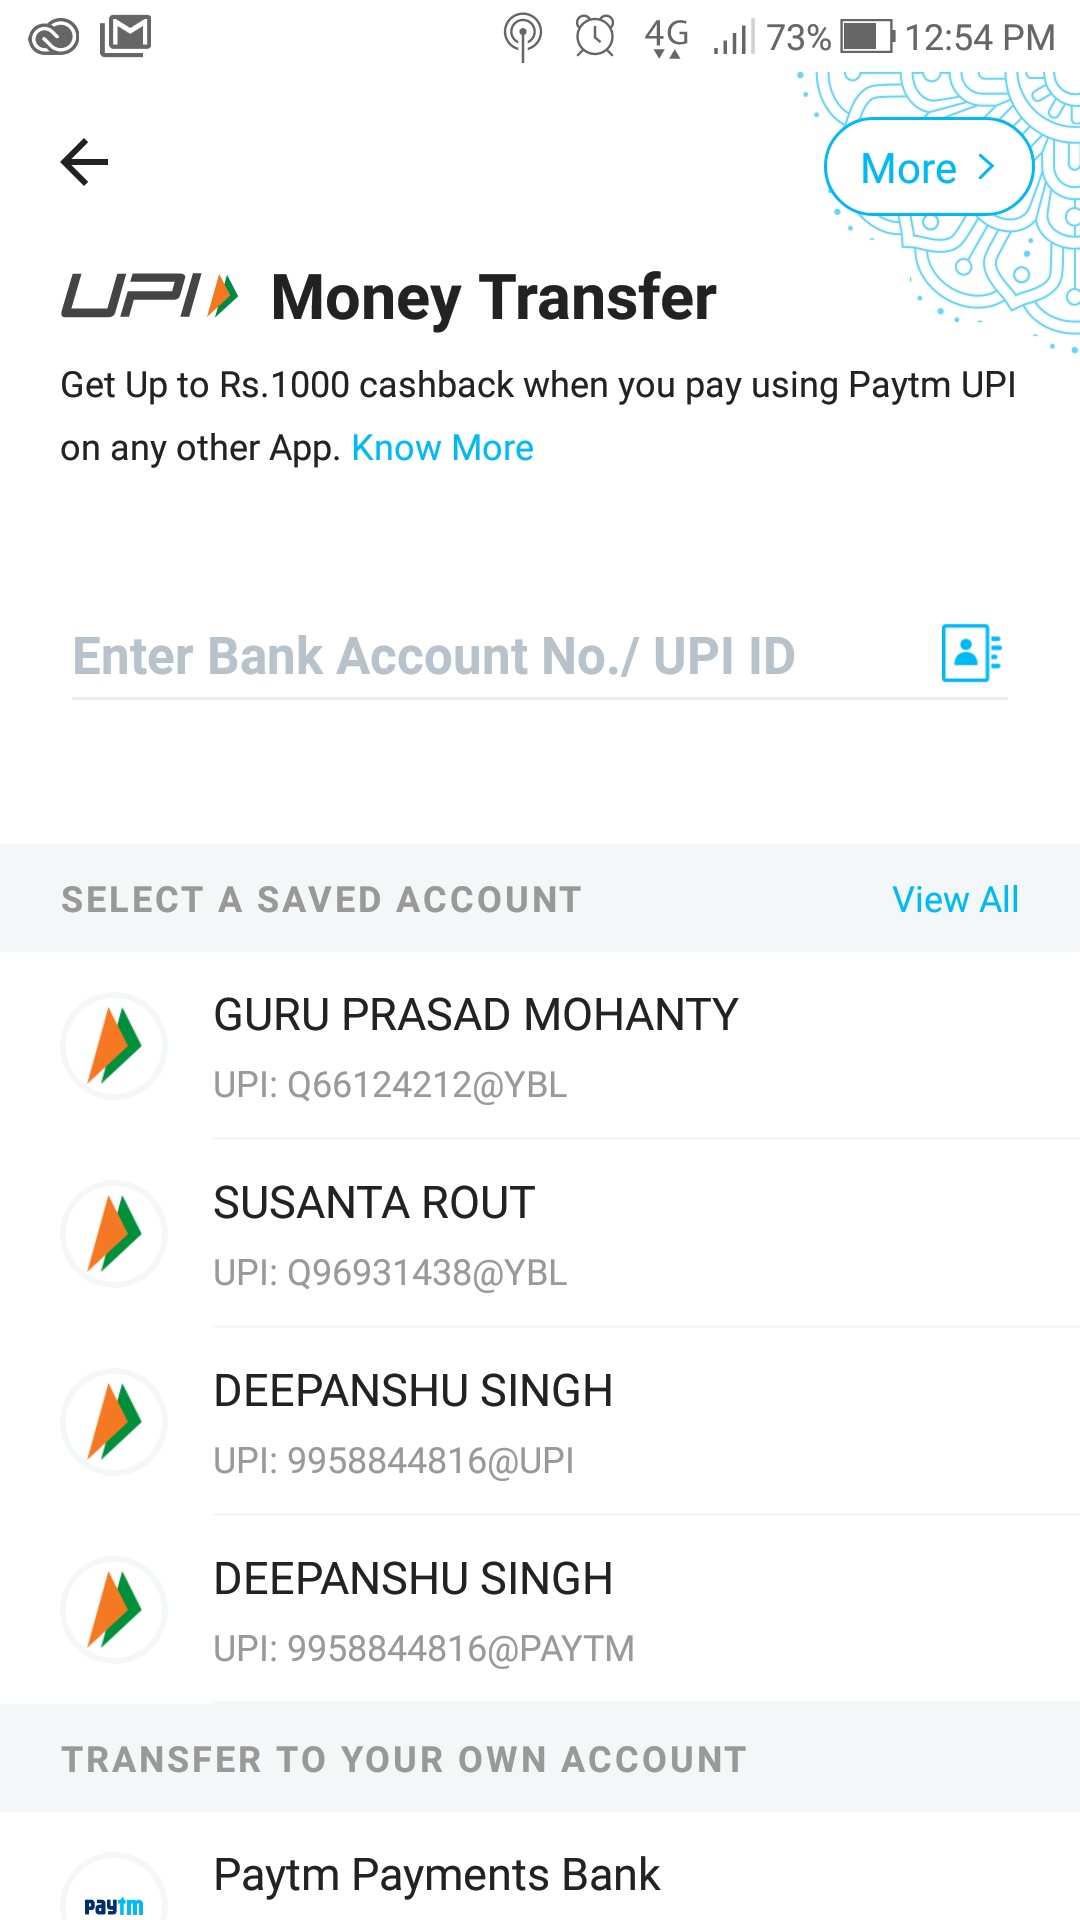 4G 73% 12:54 PM
More
UPI Money Transfer
Get Up to Rs.1000 cashback when you pay using Paytm UPI
on any other App. Know More
Enter Bank Account No./ UPI ID
SELECT A SAVED ACCOUNT View All
GURU PRASAD MOHANTY
UPI: Q66124212@YBL
SUSANTA ROUT
UPI: Q96931438@YBL
DEEPANSHU SINGH
UPI: 9958844816@UPI
DEEPANSHU SINGH
UPI: 9958844816@PAYTM
TRANSFER TO YOUR OWN ACCOUNT
Paytm Payments Bank
paytm